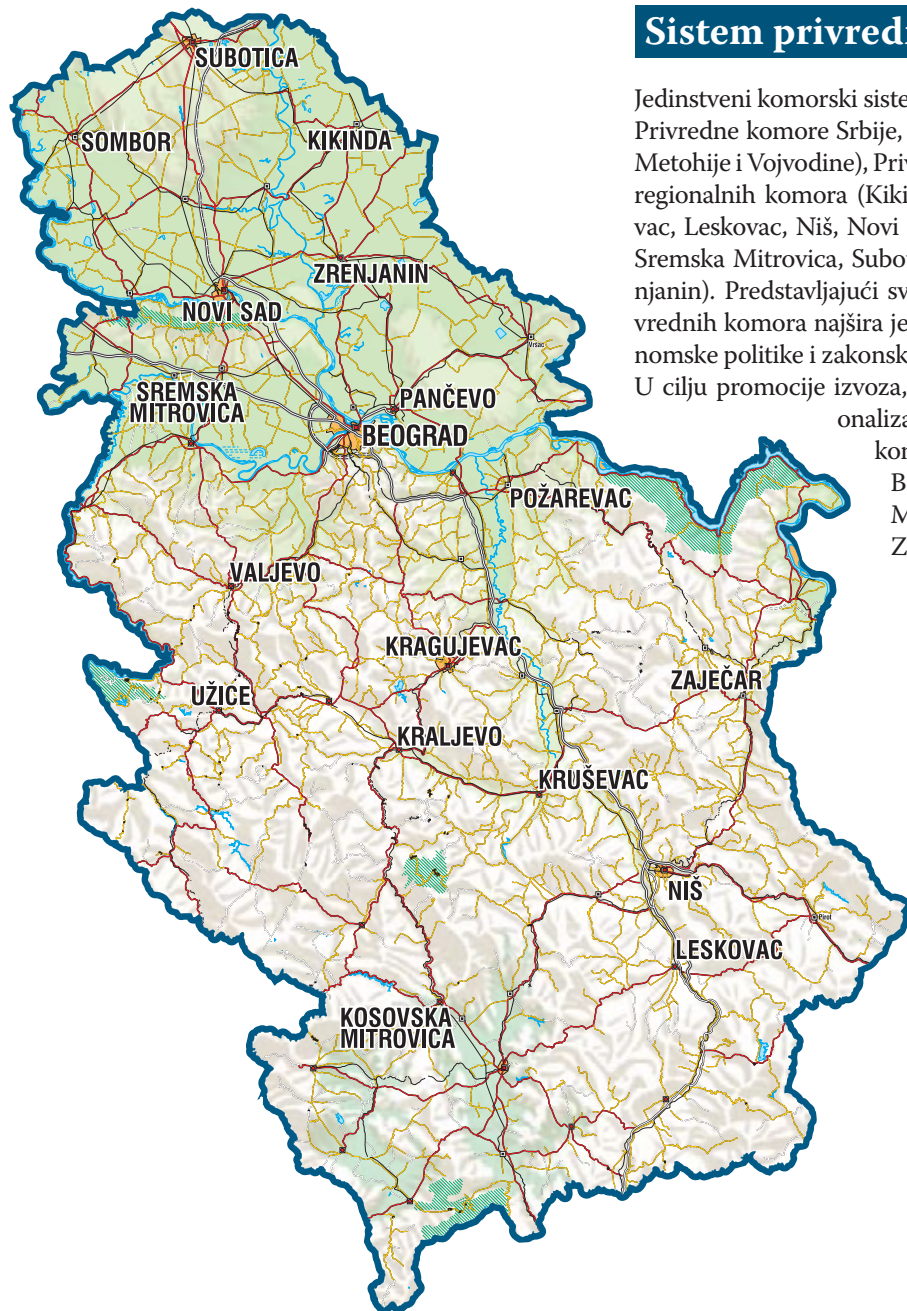 Sistem privredn
Jedinstveni komorski siste
Privredne komore Srbije,
Metohije i Vojvodine), Priv
regionalnih komora (Kiki
vac, Leskovac, Niš, Novi
Sremska Mitrovica, Subot
njanin). Predstavljajući sv
vrednih komora najšira je
nomske politike i zakonsk
U cilju promocije izvoza,
onaliza
kon
B
M
Z
SUBOTICA
SOMBOR
KIKINDA
ZRENJANIN
NOVI SAD
Vršac
SREMSKA
MITROVICA
PANČEVO
BEOGRAD
POŽAREVAC
VALJEVO
KRAGUJEVAC
ZAJEČAR
UŽICE
KRALJEVO
KRUŠEVAC
NIŠ
Pirot
LESKOVAC
KOSOVSKA
MITROVICA